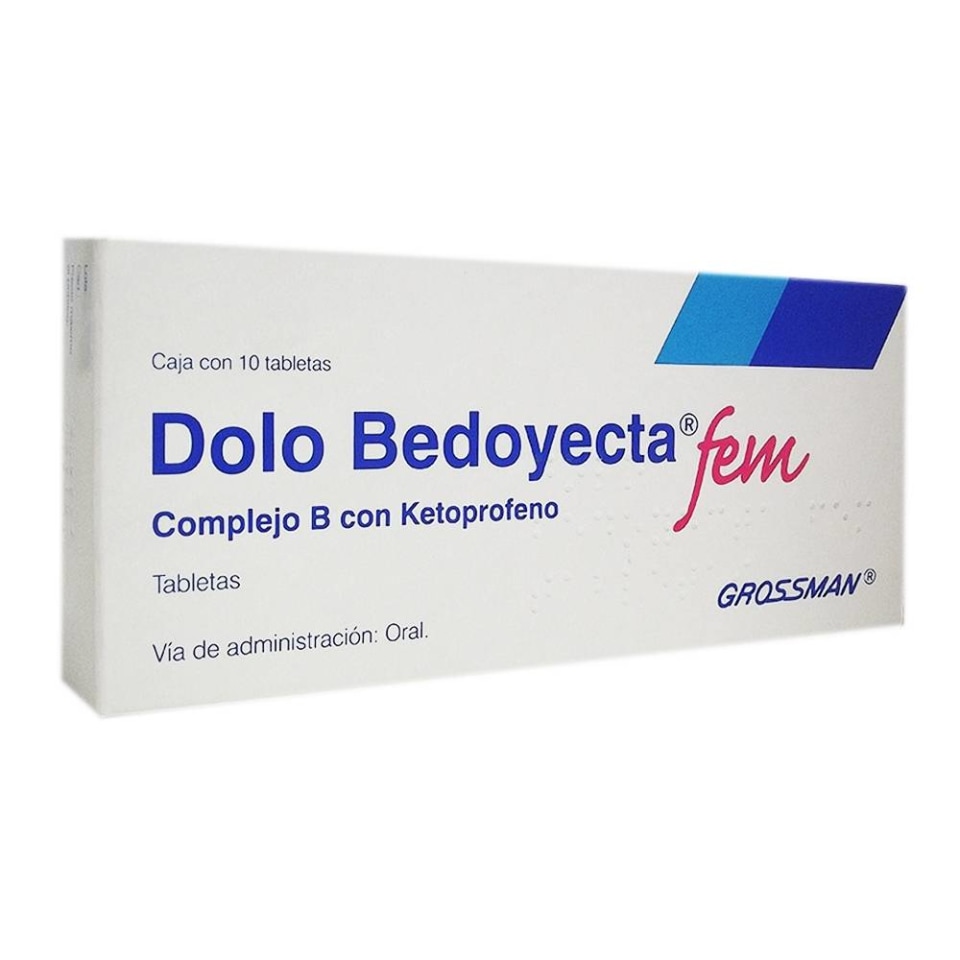 Caja con 10 tabletas
Dolo Bedoyecta® fem
Complejo B con Ketoprofeno
Tabletas
GROSSMAN®
Vía de administración: Oral.